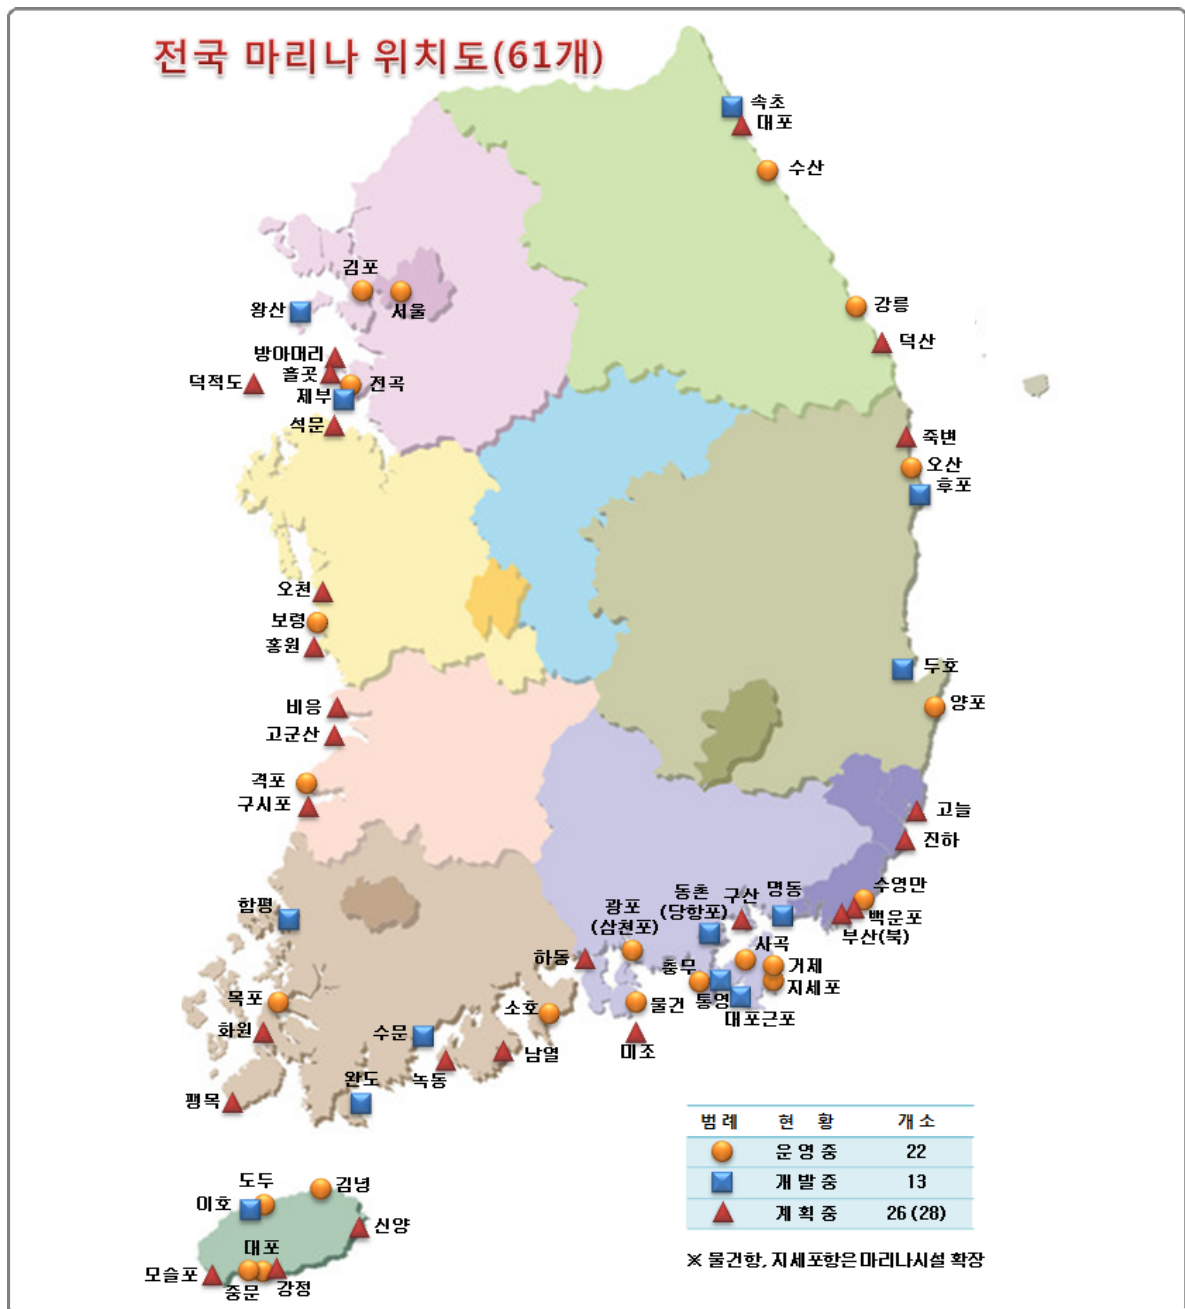 전국 마리나 위치도(61개)
속초
대포
수산
김포
서울
왕산
강릉
덕산
방아머리
흘곶
덕적도
전곡
제부
석문
죽변
오산
후포
오천
보령
홍원
두호
양포
비응
고군산
격포
구시포
고늘
진하
함평
동촌
(당항포)
구산
명동
수영만
백운포
부산(북)
광포
(삼천포)
사곡
하동
충무
거제
지세포
통영
대포근포
목포
화원
소호
물건
미조
수문
남열
녹동
완도
팽목
범례 현 황 개소
운영중 22
개발중 13
계획중 26 (28)
※ 물건항, 지세포항은 마리나시설 확장
도두
김녕
이호
신양
대포
모슬포
중문
강정